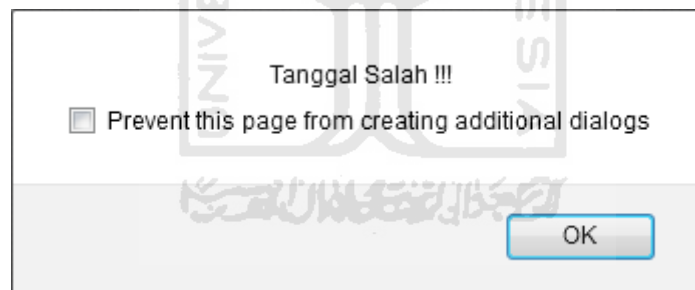 Tanggal Salah !!!
Prevent this page from creating additional dialogs
OK